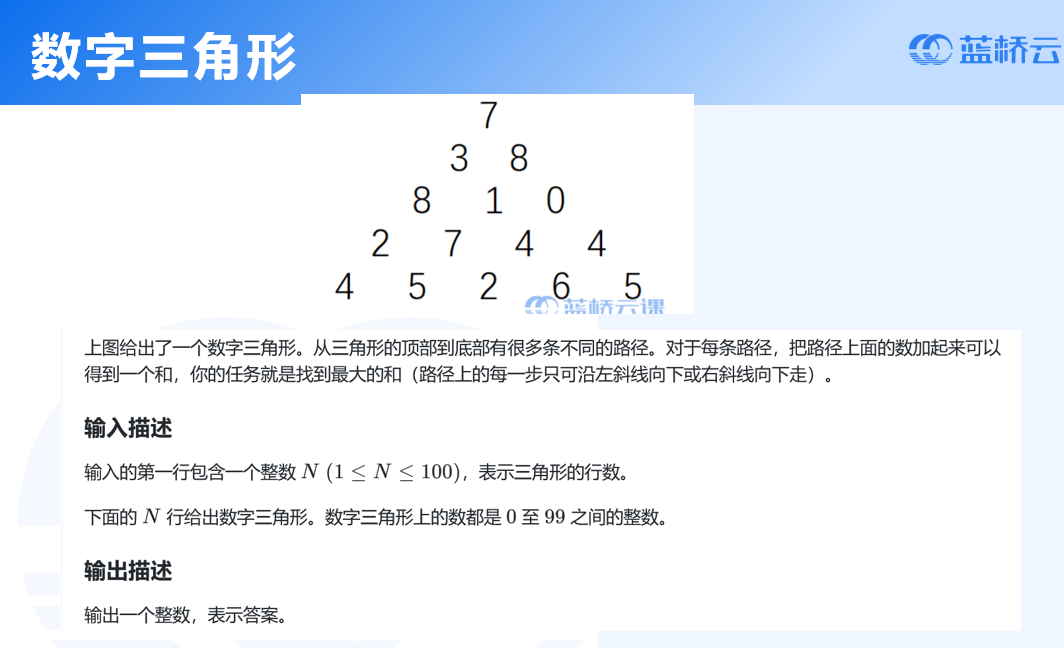 数字三角形
蓝桥云
7
3 8
8 1 0
2 7 4 4
4 5 2 6 5
蓝桥云课
上图给出了一个数字三角形。从三角形的顶部到底部有很多条不同的路径。对于每条路径，把路径上面的数加起来可以
得到一个和，你的任务就是找到最大的和（路径上的每一步只可沿左斜线向下或右斜线向下走）。
输入描述
输入的第一行包含一个整数 N (1 ≤ N ≤ 100)，表示三角形的行数。
下面的 N 行给出数字三角形。数字三角形上的数都是 0 至 99 之间的整数。
输出描述
输出一个整数，表示答案。